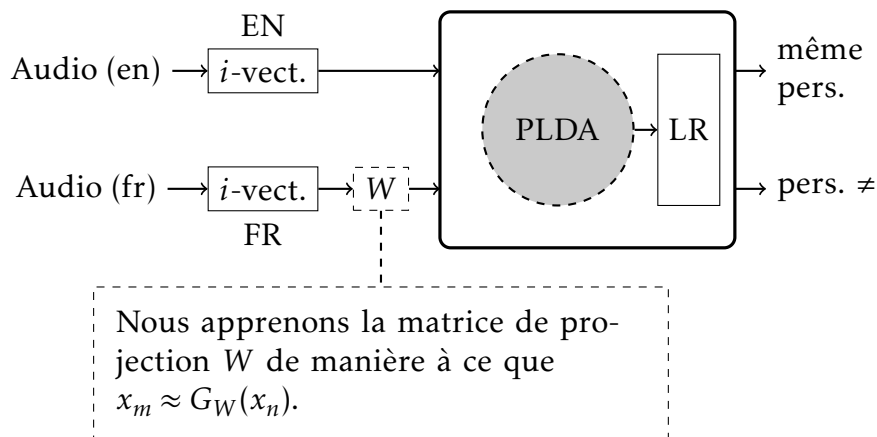 EN
Audio (en)
i-vect.
même
pers.
PLDA
LR
Audio (fr)
i-vect.
W
pers. ≠
FR
Nous apprenons la matrice de pro-
jection W de manière à ce que
x_m ≈ G_W(x_n).